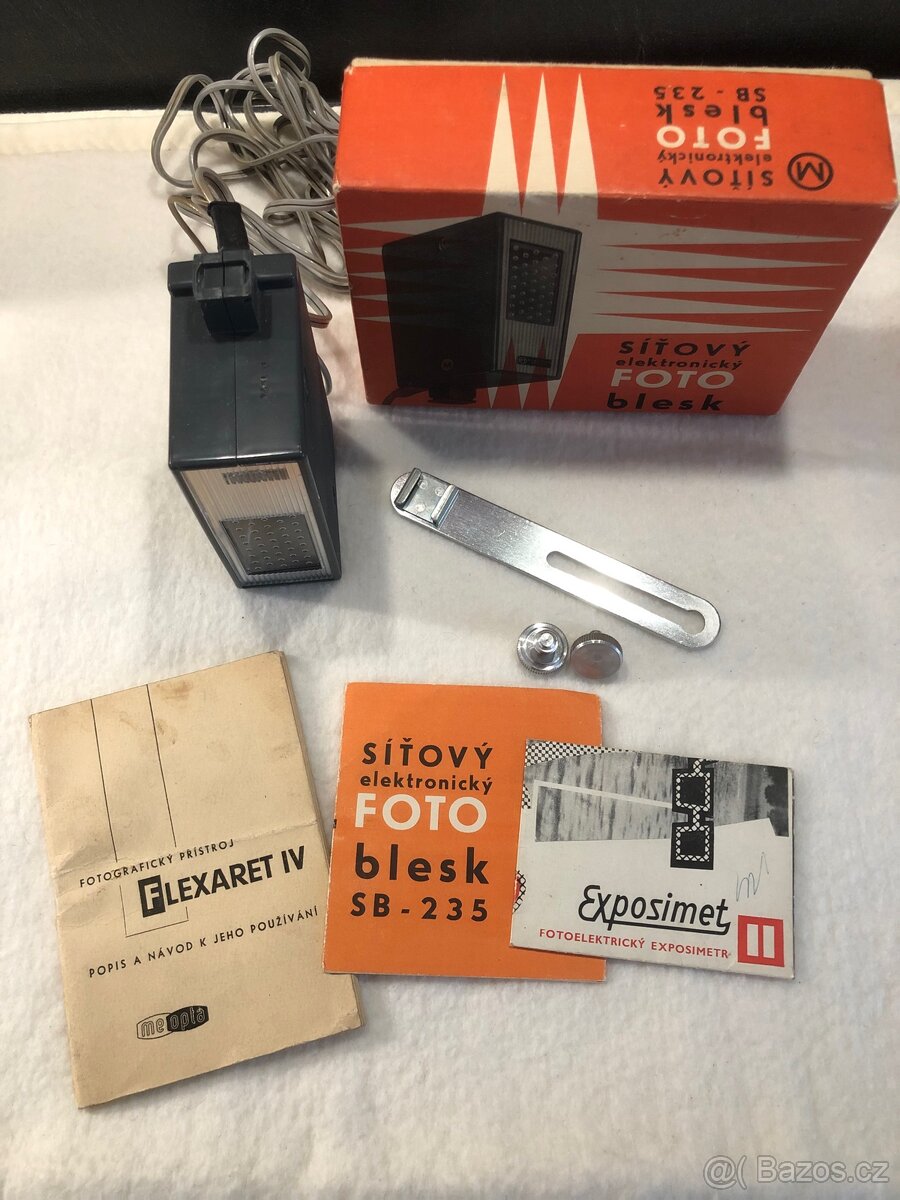 SÍŤOVÝ
elektronický
FOTO
blesk
SB - 235
M
SÍŤOVÝ
elektronický
FOTO
blesk
FOTOGRAFICKÝ PŘÍSTROJ
FLEXARET IV
POPIS A NÁVOD K JEHO POUŽÍVÁNÍ
meopta
SÍŤOVÝ
elektronický
FOTO
blesk
SB - 235
Exposimet
FOTOELEKTRICKÝ EXPOSIMETR
II
@( Bazos.cz